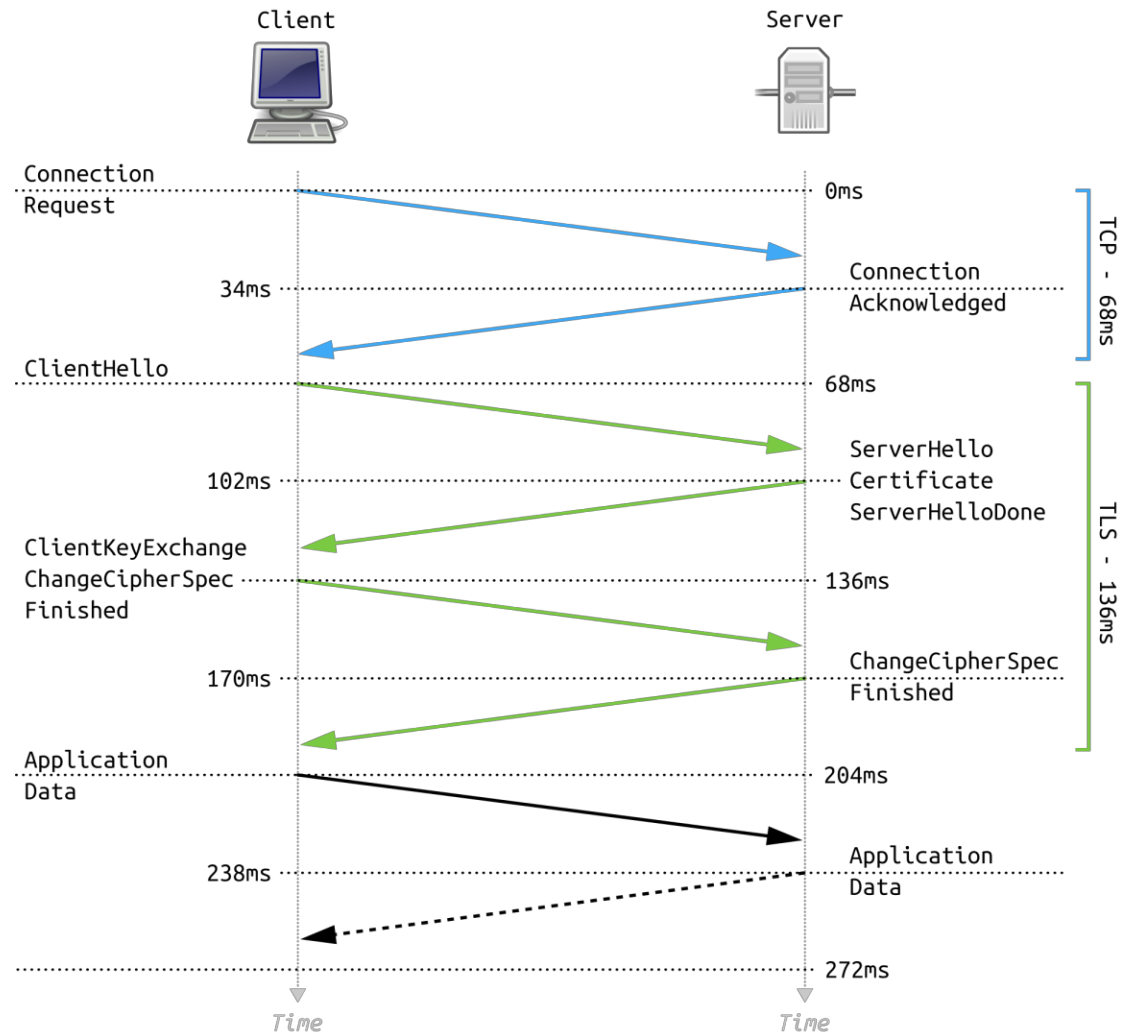 Client
Server
Connection
Request
0ms
34ms
Connection
Acknowledged
TCP - 68ms
ClientHello
68ms
102ms
ServerHello
Certificate
ServerHelloDone
ClientKeyExchange
ChangeCipherSpec
Finished
136ms
TLS - 136ms
170ms
ChangeCipherSpec
Finished
Application
Data
204ms
238ms
Application
Data
272ms
Time
Time